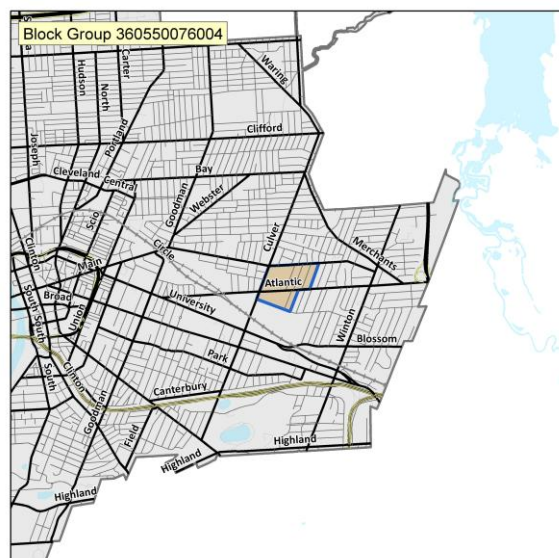 Block Group 360550076004
Waring
Carter
Hudson
North
Portland
Joseph
Clifford
Cleveland
Central
Bay
Goodman
Webster
Scio
Culver
Merchants
Clinton
Main
Circle
Atlantic
Broad
Union
University
South
South
Winton
Blossom
Park
South
Clinton
Canterbury
Goodman
Field
Highland
Highland
Highland